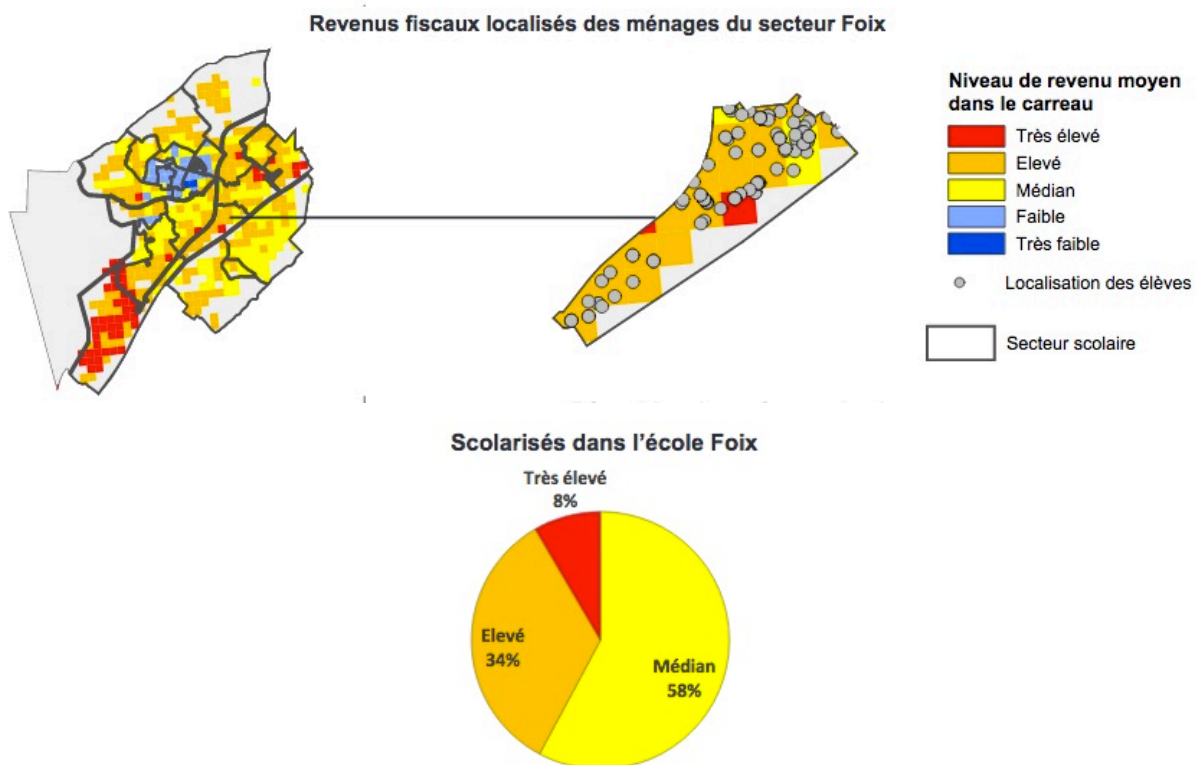 Revenus fiscaux localisés des ménages du secteur Foix
Niveau de revenu moyen
dans le carreau
Très élevé
Elevé
Médian
Faible
Très faible
Localisation des élèves
Secteur scolaire
Scolarisés dans l'école Foix
Très élevé
8%
Elevé
34%
Médian
58%